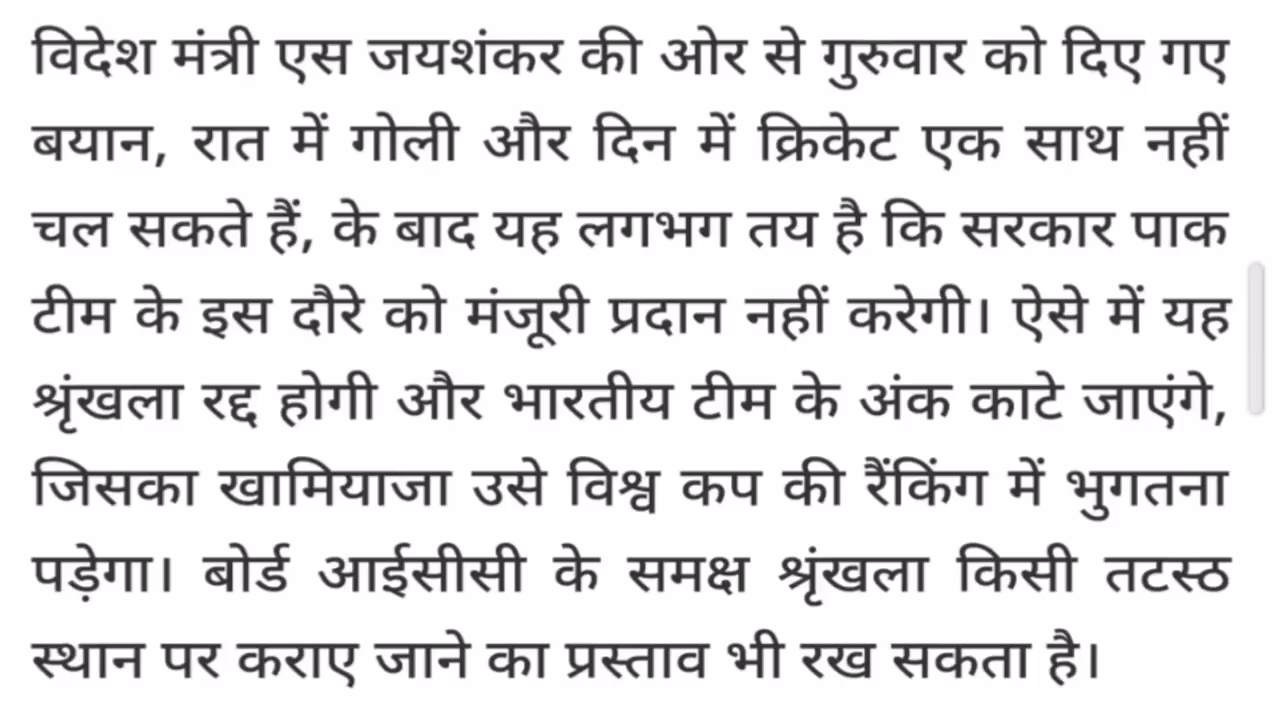 विदेश मंत्री एस जयशंकर की ओर से गुरुवार को दिए गए
बयान, रात में गोली और दिन में क्रिकेट एक साथ नहीं
चल सकते हैं, के बाद यह लगभग तय है कि सरकार पाक
टीम के इस दौरे को मंजूरी प्रदान नहीं करेगी। ऐसे में यह
श्रृंखला रद्द होगी और भारतीय टीम के अंक काटे जाएंगे,
जिसका खामियाजा उसे विश्व कप की रैंकिंग में भुगतना
पड़ेगा। बोर्ड आईसीसी के समक्ष श्रृंखला किसी तटस्थ
स्थान पर कराए जाने का प्रस्ताव भी रख सकता है।